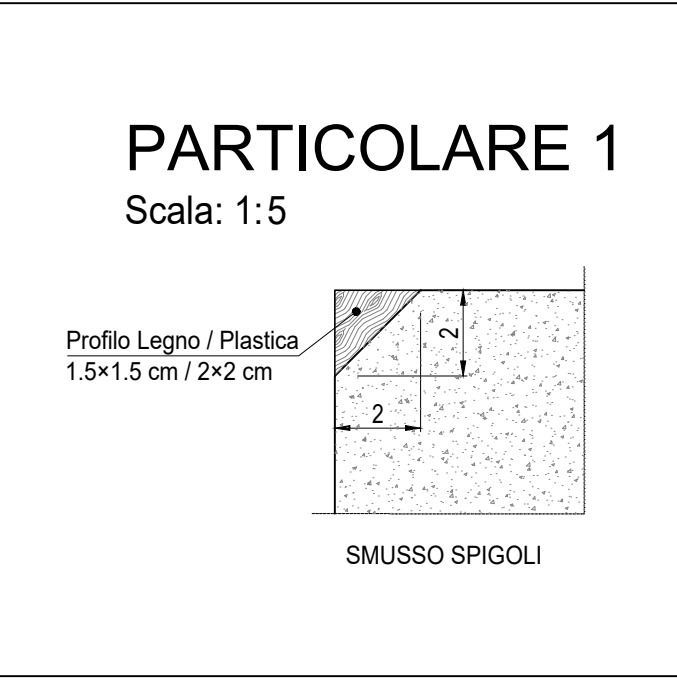 PARTICOLARE 1
Scala: 1:5
Profilo Legno / Plastica
1.5×1.5 cm / 2×2 cm
2
2
SMUSSO SPIGOLI